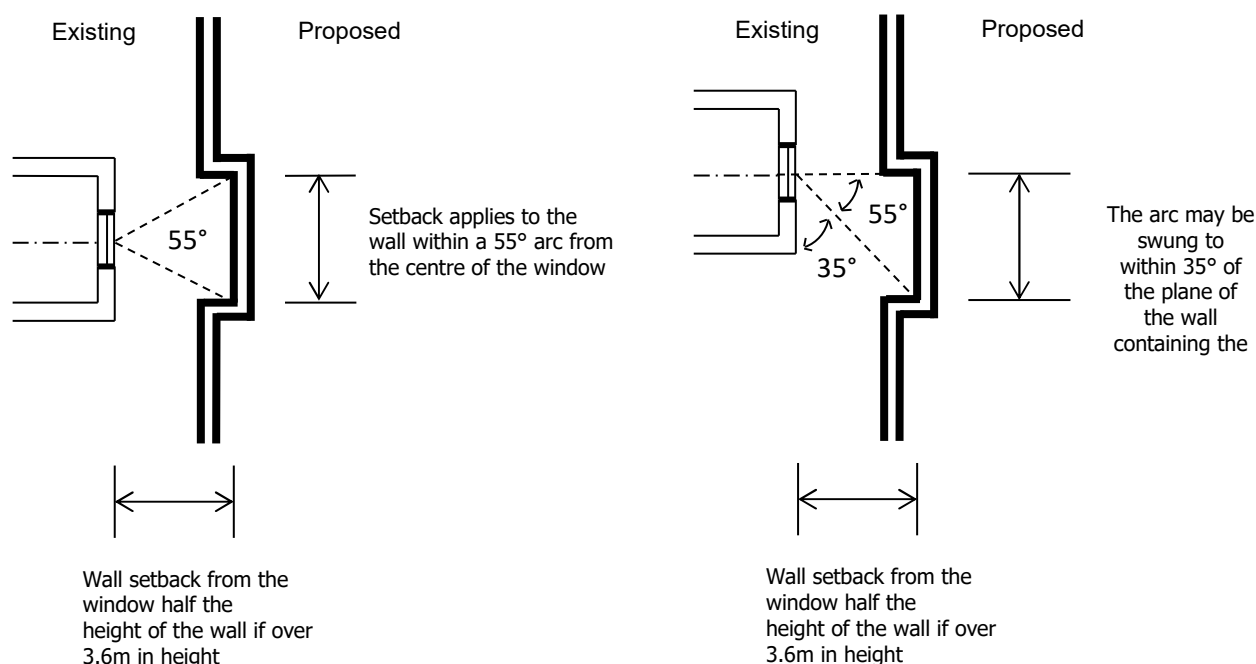 Existing
Proposed
55°
Setback applies to the
wall within a 55° arc from
the centre of the window
Wall setback from the
window half the
height of the wall if over
3.6m in height
Existing
Proposed
55°
35°
The arc may be
swung to
within 35° of
the plane of
the wall
containing the
Wall setback from the
window half the
height of the wall if over
3.6m in height